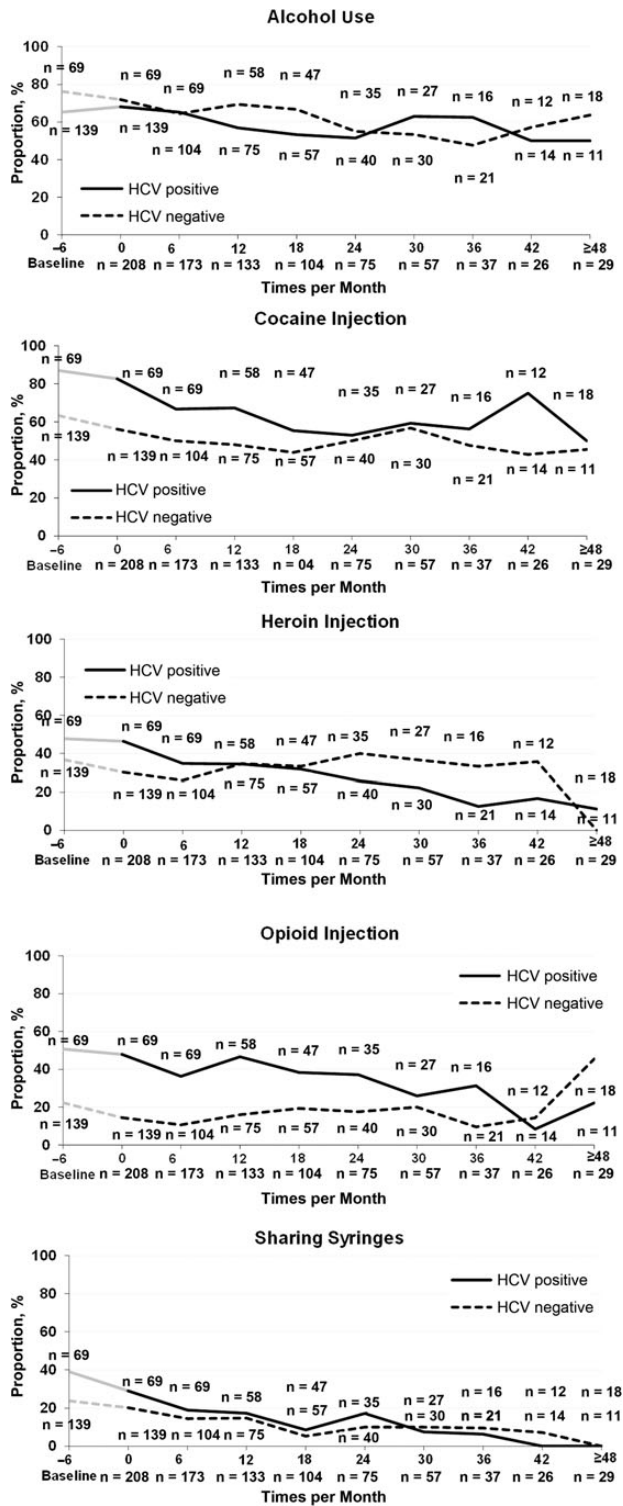 Alcohol Use
Proportion, %
100
80
60
40
20
0
n = 69 n = 69 n = 69 n = 58 n = 47 n = 35 n = 27 n = 16 n = 12 n = 18
n = 139 n = 139 n = 104 n = 75 n = 57 n = 40 n = 30 n = 21 n = 14 n = 11
HCV positive
HCV negative
–6 0 6 12 18 24 30 36 42 ≥48
Baseline n = 208 n = 173 n = 133 n = 104 n = 75 n = 57 n = 37 n = 26 n = 29
Times per Month
Cocaine Injection
Proportion, %
100
80
60
40
20
0
n = 69 n = 69 n = 69 n = 58 n = 47 n = 35 n = 27 n = 16 n = 12 n = 18
n = 139 n = 139 n = 104 n = 75 n = 57 n = 40 n = 30 n = 21 n = 14 n = 11
HCV positive
HCV negative
–6 0 6 12 18 24 30 36 42 ≥48
Baseline n = 208 n = 173 n = 133 n = 04 n = 75 n = 57 n = 37 n = 26 n = 29
Times per Month
Heroin Injection
Proportion, %
100
80
60
40
20
0
HCV positive
HCV negative
n = 69 n = 69 n = 69 n = 58 n = 47 n = 35 n = 27 n = 16 n = 12 n = 18
n = 139 n = 139 n = 104 n = 75 n = 57 n = 40 n = 30 n = 21 n = 14 n = 11
–6 0 6 12 18 24 30 36 42 ≥48
Baseline n = 208 n = 173 n = 133 n = 104 n = 75 n = 57 n = 37 n = 26 n = 29
Times per Month
Opioid Injection
Proportion, %
100
80
60
40
20
0
HCV positive
HCV negative
n = 69 n = 69 n = 69 n = 58 n = 47 n = 35 n = 27 n = 16 n = 12 n = 18
n = 139 n = 139 n = 104 n = 75 n = 57 n = 40 n = 30 n = 21 n = 14 n = 11
–6 0 6 12 18 24 30 36 42 ≥48
Baseline n = 208 n = 173 n = 133 n = 104 n = 75 n = 57 n = 37 n = 26 n = 29
Times per Month
Sharing Syringes
Proportion, %
100
80
60
40
20
0
HCV positive
HCV negative
n = 69 n = 69 n = 69 n = 58 n = 47 n = 35 n = 27 n = 16 n = 12 n = 18
n = 139 n = 139 n = 104 n = 75 n = 57 n = 40 n = 30 n = 21 n = 14 n = 11
–6 0 6 12 18 24 30 36 42 ≥48
Baseline n = 208 n = 173 n = 133 n = 104 n = 75 n = 57 n = 37 n = 26 n = 29
Times per Month